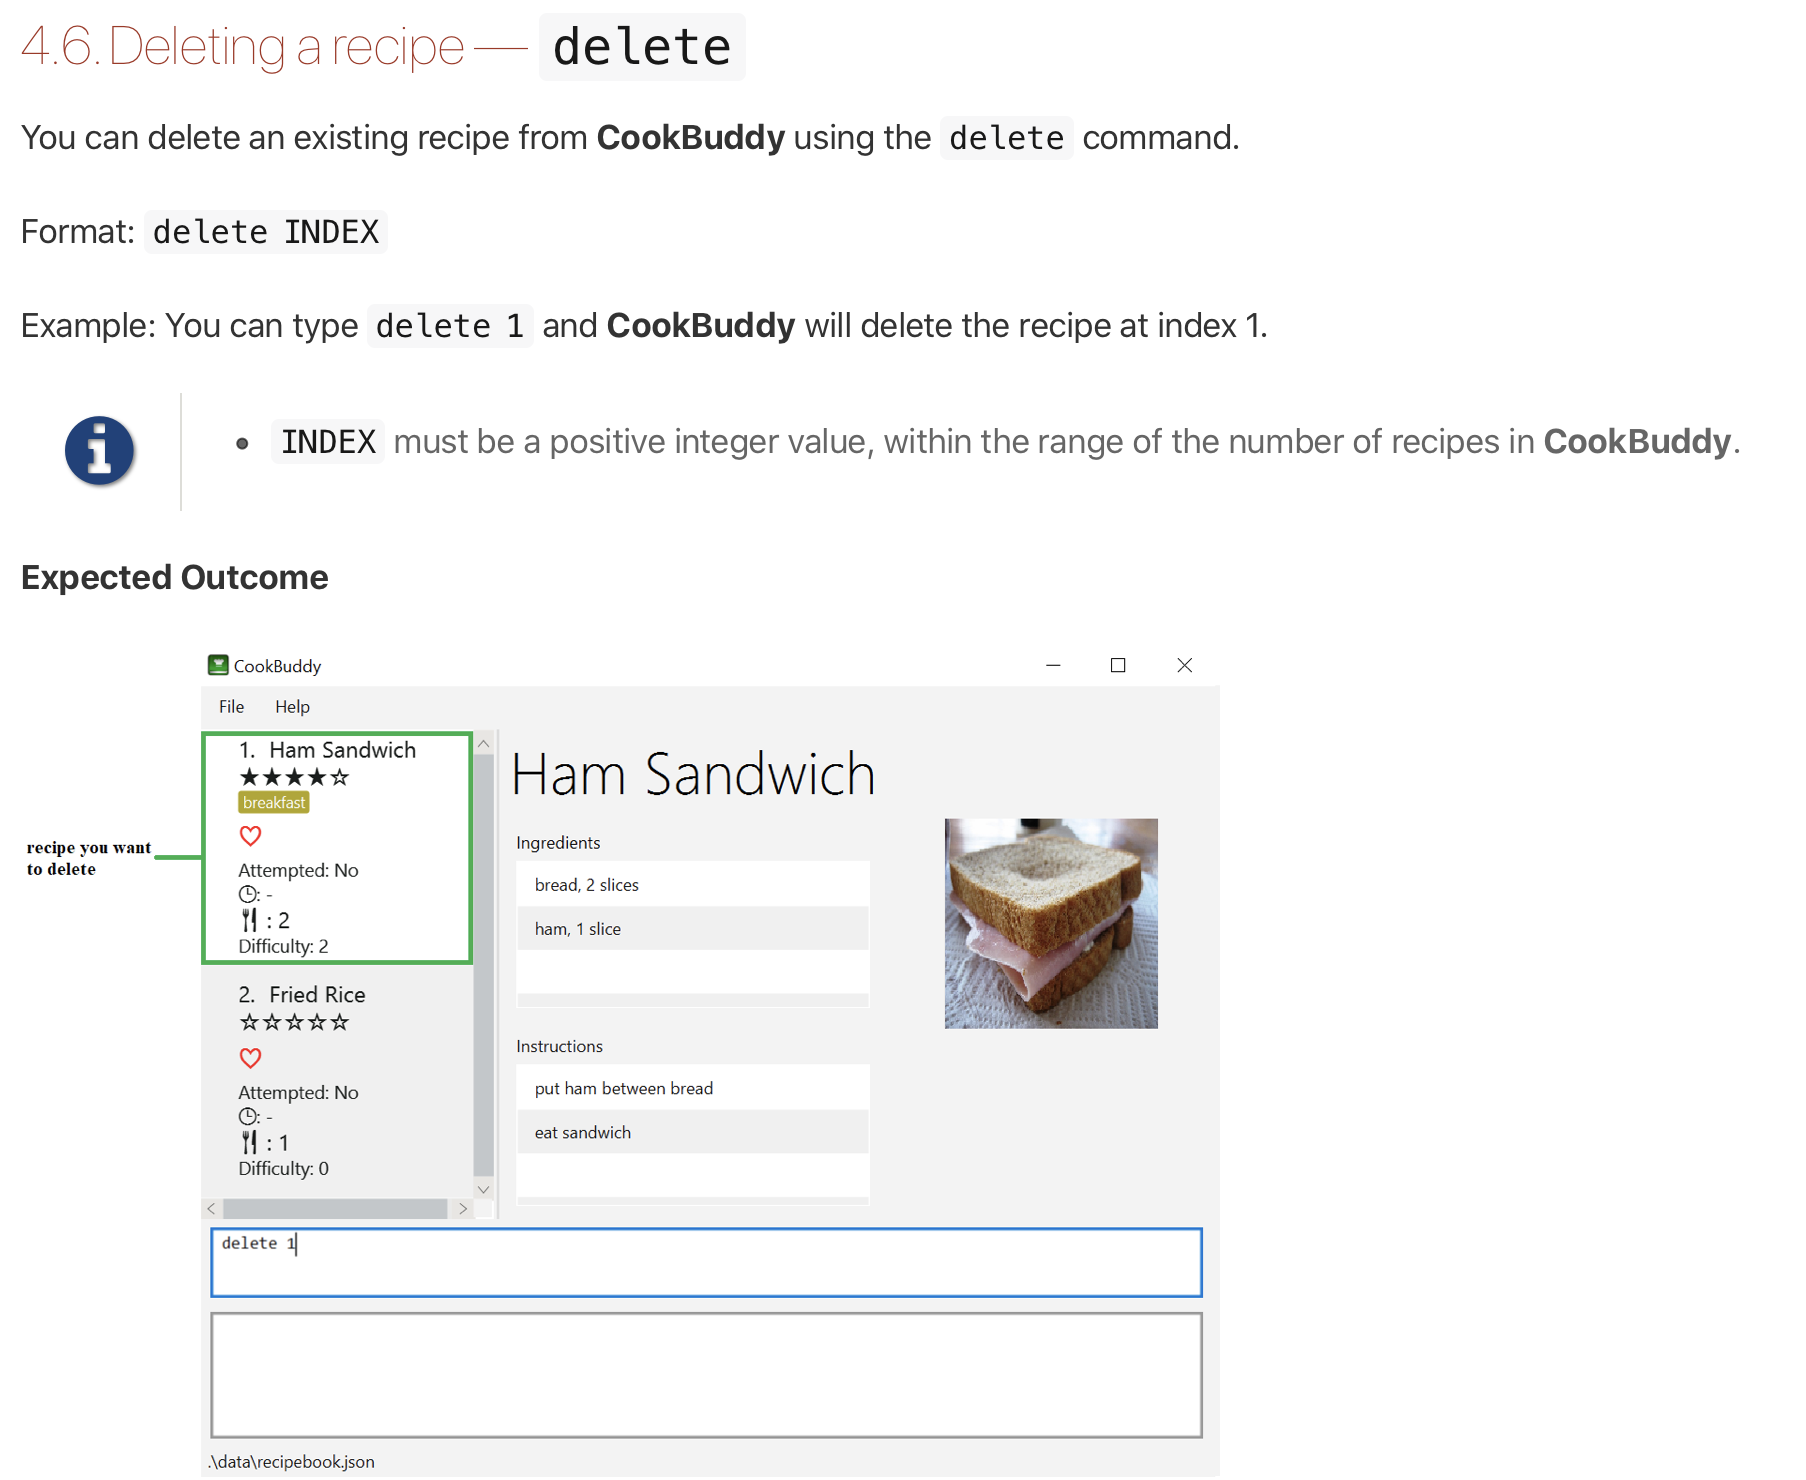 4.6. Deleting a recipe — delete
You can delete an existing recipe from CookBuddy using the delete command.
Format: delete INDEX
Example: You can type delete 1 and CookBuddy will delete the recipe at index 1.
INDEX must be a positive integer value, within the range of the number of recipes in CookBuddy.
Expected Outcome
CookBuddy
File Help
recipe you want
to delete
1. Ham Sandwich
★★★★☆
breakfast
Attempted: No
: -
: 2
Difficulty: 2
2. Fried Rice
☆☆☆☆☆
Attempted: No
: -
: 1
Difficulty: 0
Ham Sandwich
Ingredients
bread, 2 slices
ham, 1 slice
Instructions
put ham between bread
eat sandwich
delete 1
.\data\recipebook.json